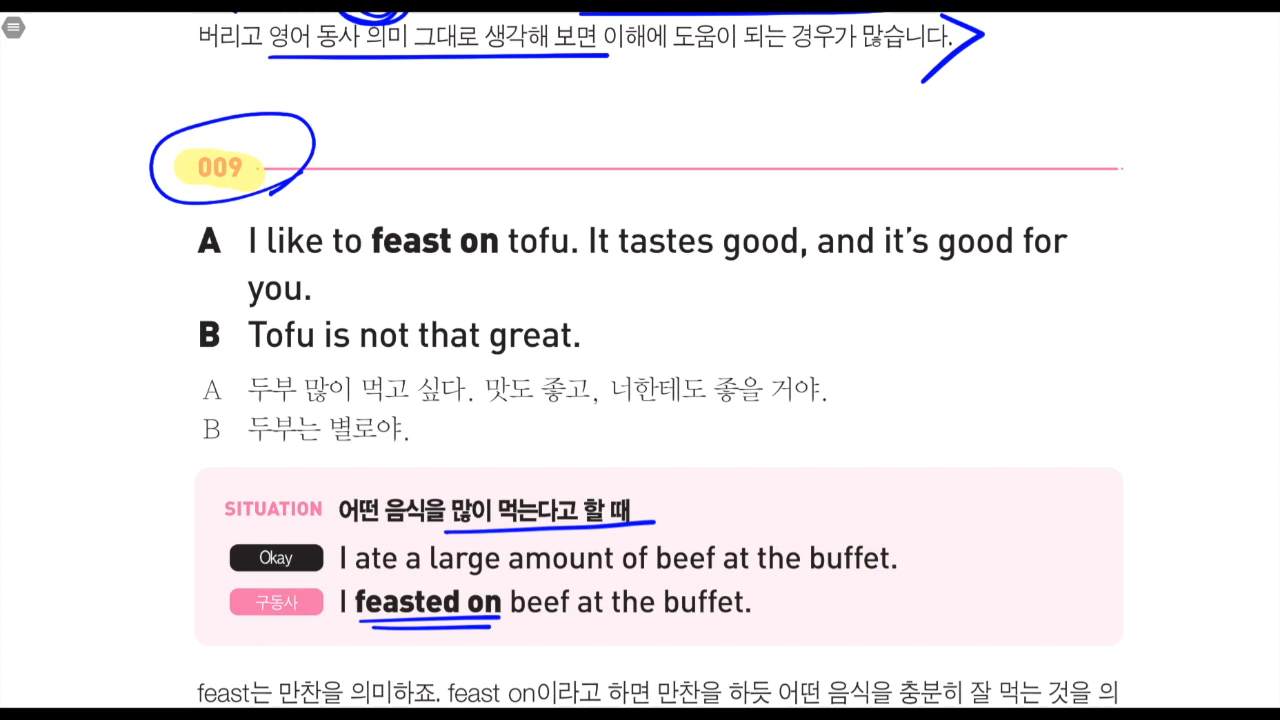 버리고 영어 동사 의미 그대로 생각해 보면 이해에 도움이 되는 경우가 많습니다.
009
A I like to feast on tofu. It tastes good, and it's good for
you.
B Tofu is not that great.
A 두부 많이 먹고 싶다. 맛도 좋고, 너한테도 좋을 거야.
B 두부는 별로야.
SITUATION 어떤 음식을 많이 먹는다고 할 때
Okay I ate a large amount of beef at the buffet.
구동사 I feasted on beef at the buffet.
feast는 만찬을 의미하죠. feast on이라고 하면 만찬을 하듯 어떤 음식을 충분히 잘 먹는 것을 의